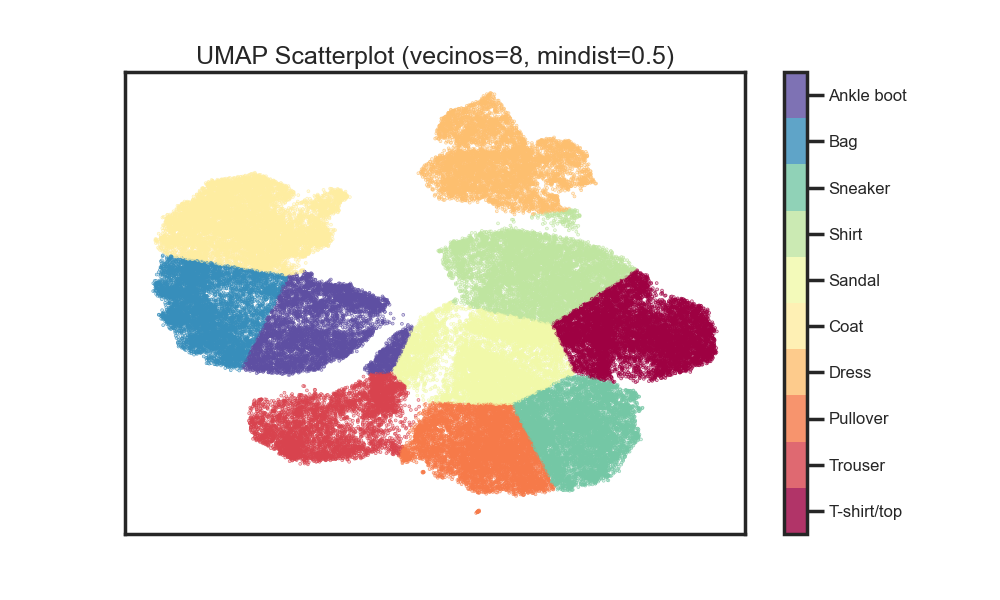 UMAP Scatterplot (vecinos=8, mindist=0.5)
Ankle boot
Bag
Sneaker
Shirt
Sandal
Coat
Dress
Pullover
Trouser
T-shirt/top